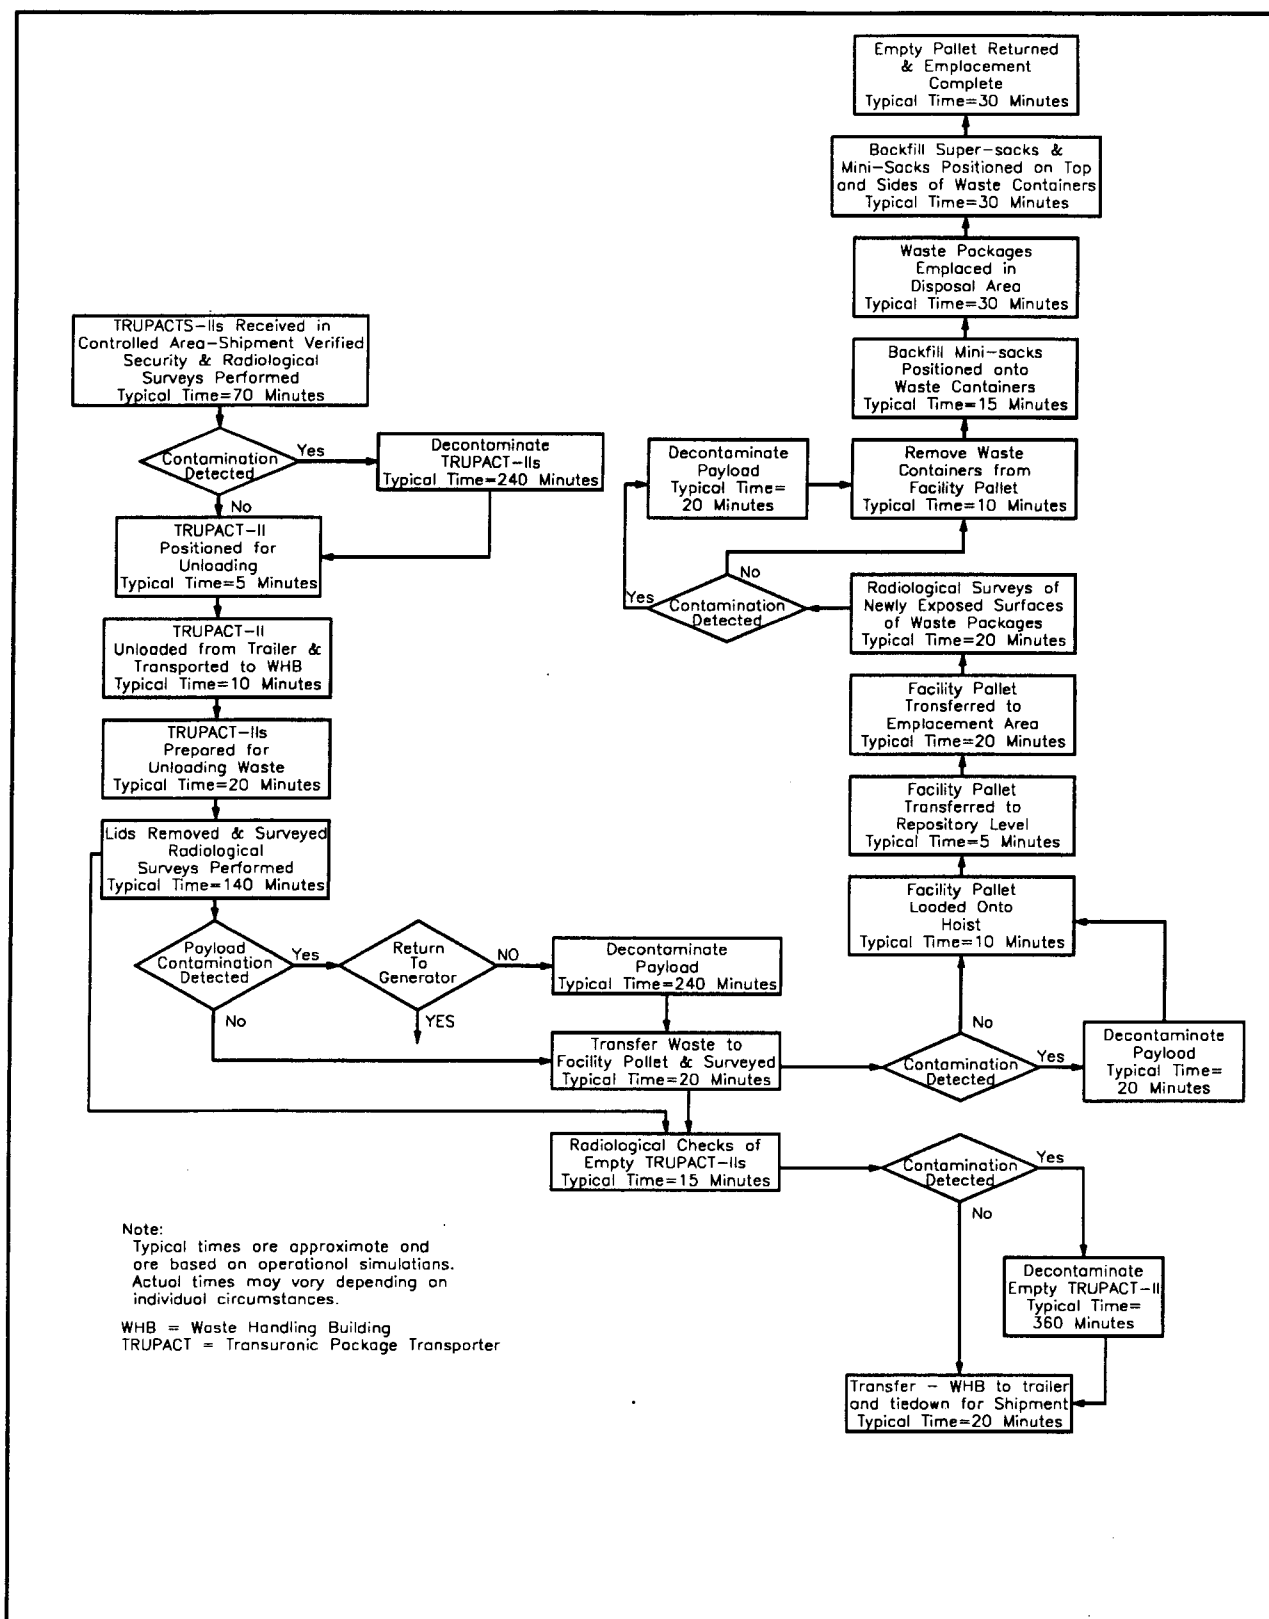 TRUPACTS-IIs Received in
Controlled Area-Shipment Verified
Security & Radiological
Surveys Performed
Typical Time=70 Minutes
Contamination
Detected
Yes
No
Decontaminate
TRUPACT-IIs
Typical Time=240 Minutes
TRUPACT-II
Positioned for
Unloading
Typical Time=5 Minutes
TRUPACT-II
Unloaded from Trailer &
Transported to WHB
Typical Time=10 Minutes
TRUPACT-IIs
Prepared for
Unloading Waste
Typical Time=20 Minutes
Lids Removed & Surveyed
Radiological
Surveys Performed
Typical Time=140 Minutes
Payload
Contamination
Detected
Yes
No
Return
To
Generator
NO
YES
Decontaminate
Payload
Typical Time=240 Minutes
Transfer Waste to
Facility Pallet & Surveyed
Typical Time=20 Minutes
Radiological Checks of
Empty TRUPACT-IIs
Typical Time=15 Minutes
Contamination
Detected
Yes
No
Decontaminate
Empty TRUPACT-II
Typical Time=
360 Minutes
Transfer - WHB to trailer
and tiedown for Shipment
Typical Time=20 Minutes
Contamination
Detected
No
Yes
Decontaminate
Payload
Typical Time=
20 Minutes
Facility Pallet
Loaded Onto
Hoist
Typical Time=10 Minutes
Facility Pallet
Transferred to
Repository Level
Typical Time=5 Minutes
Facility Pallet
Transferred to
Emplacement Area
Typical Time=20 Minutes
Radiological Surveys of
Newly Exposed Surfaces
of Waste Packages
Typical Time=20 Minutes
Contamination
Detected
No
Yes
Decontaminate
Payload
Typical Time=
20 Minutes
Remove Waste
Containers from
Facility Pallet
Typical Time=10 Minutes
Backfill Mini-sacks
Positioned onto
Waste Containers
Typical Time=15 Minutes
Waste Packages
Emplaced in
Disposal Area
Typical Time=30 Minutes
Backfill Super-sacks &
Mini-Sacks Positioned on Top
and Sides of Waste Containers
Typical Time=30 Minutes
Empty Pallet Returned
& Emplacement
Complete
Typical Time=30 Minutes
Note:
Typical times are approximate and
are based on operational simulations.
Actual times may vary depending on
individual circumstances.
WHB = Waste Handling Building
TRUPACT = Transuranic Package Transporter